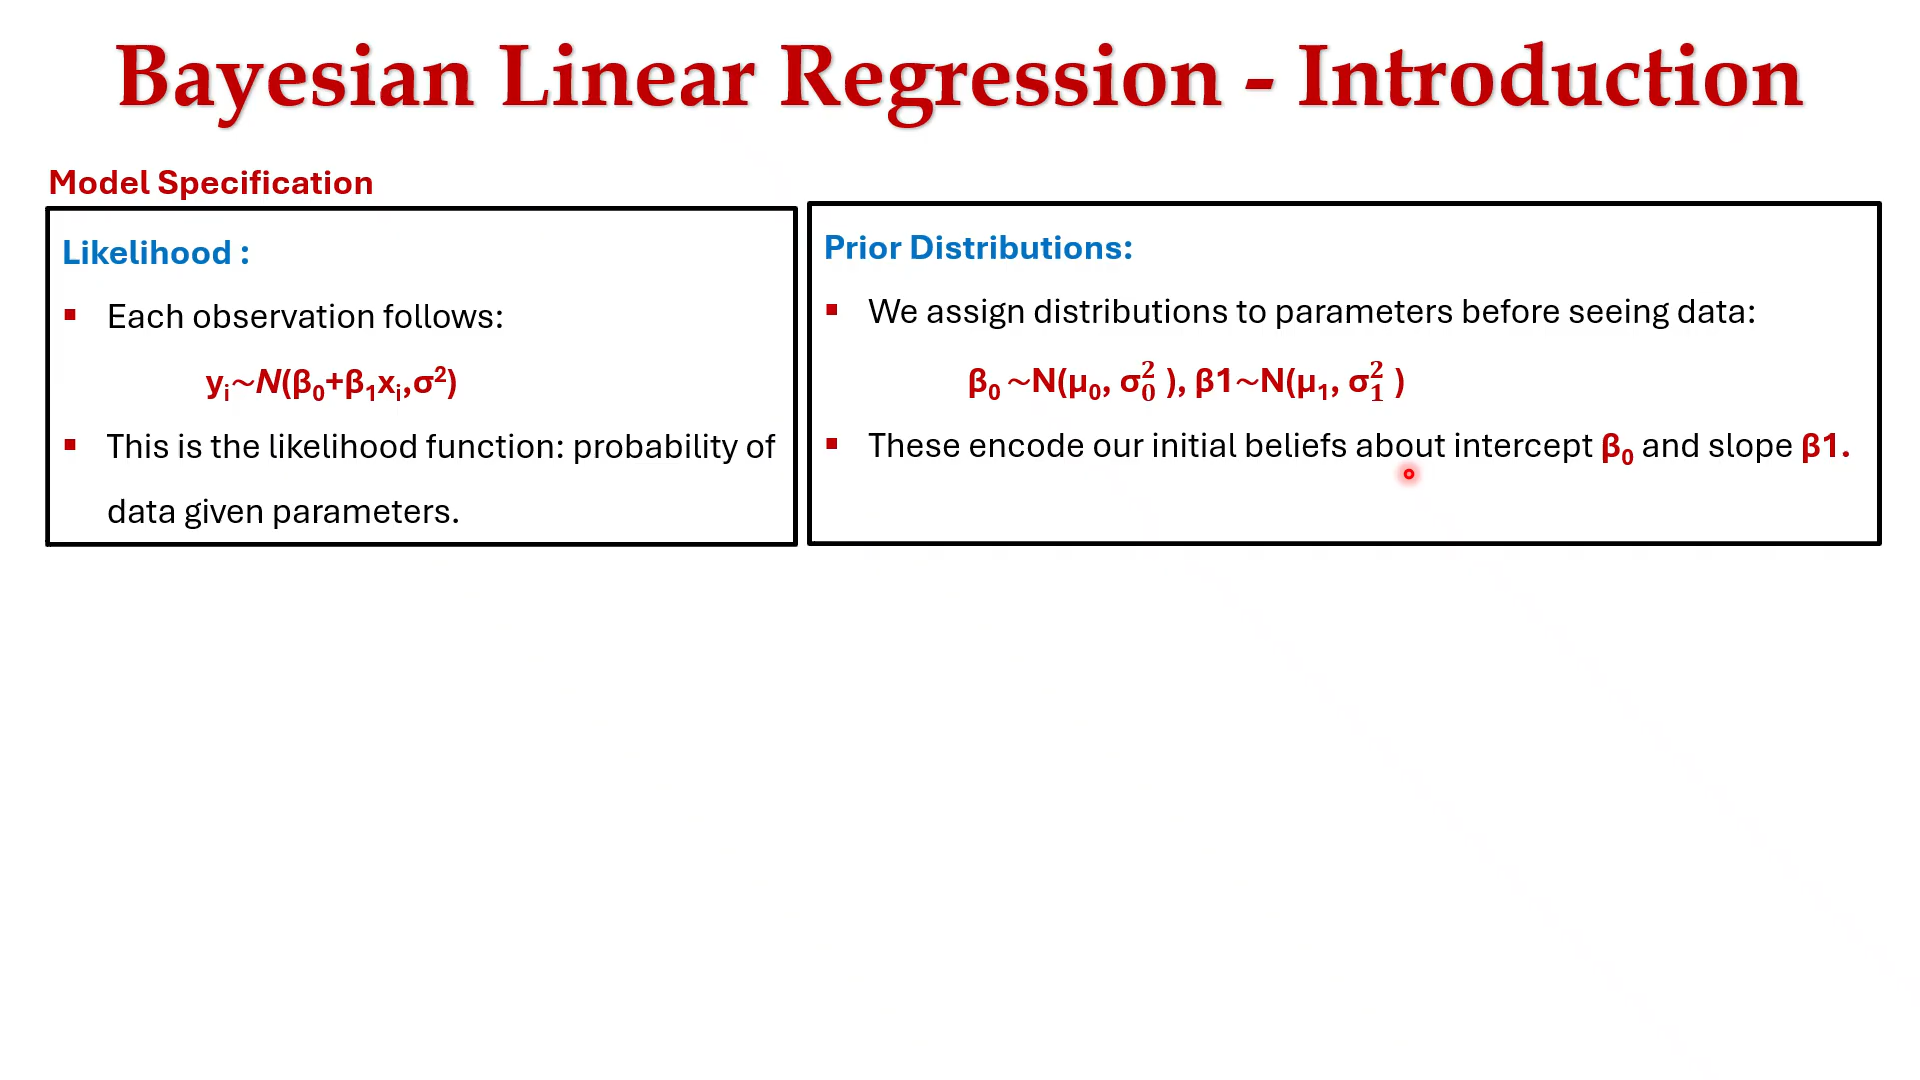 Bayesian Linear Regression - Introduction
Model Specification
Likelihood :
▪ Each observation follows:
yᵢ~N(β₀+β₁xᵢ,σ²)
▪ This is the likelihood function: probability of
data given parameters.
Prior Distributions:
▪ We assign distributions to parameters before seeing data:
β₀ ~N(μ₀, σ₀² ), β1~N(μ₁, σ₁² )
▪ These encode our initial beliefs about intercept β₀ and slope β1.